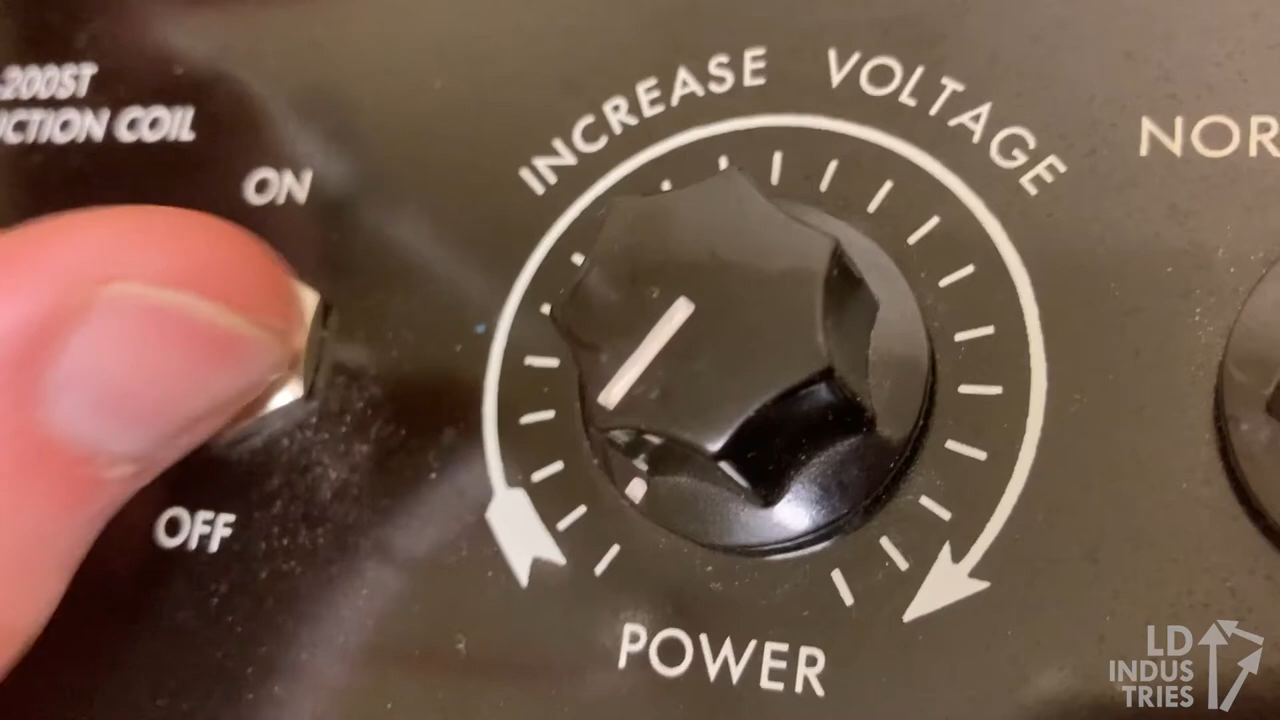 200ST
CTION COIL
ON
OFF
INCREASE VOLTAGE
POWER
NOR
LD
INDUS
TRIES